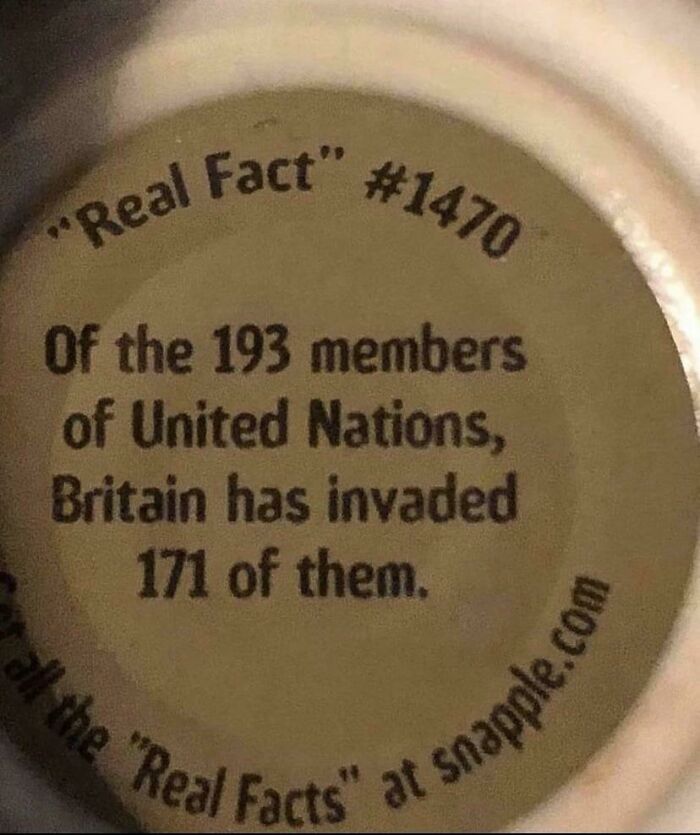 "Real Fact" #1470
Of the 193 members
of United Nations,
Britain has invaded
171 of them.
all the "Real Facts" at snapple.com